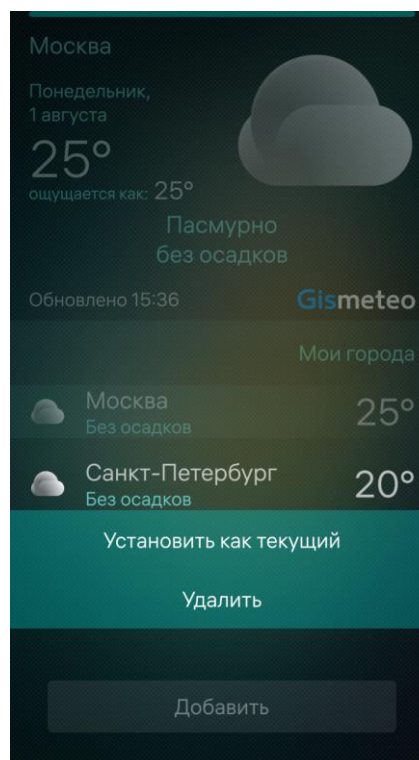 Москва
Понедельник,
1 августа
25°
ощущается как: 25°
Пасмурно
без осадков
Обновлено 15:36
Gismeteo
Мои города
Москва
25°
Без осадков
Санкт-Петербург
20°
Без осадков
Установить как текущий
Удалить
Добавить